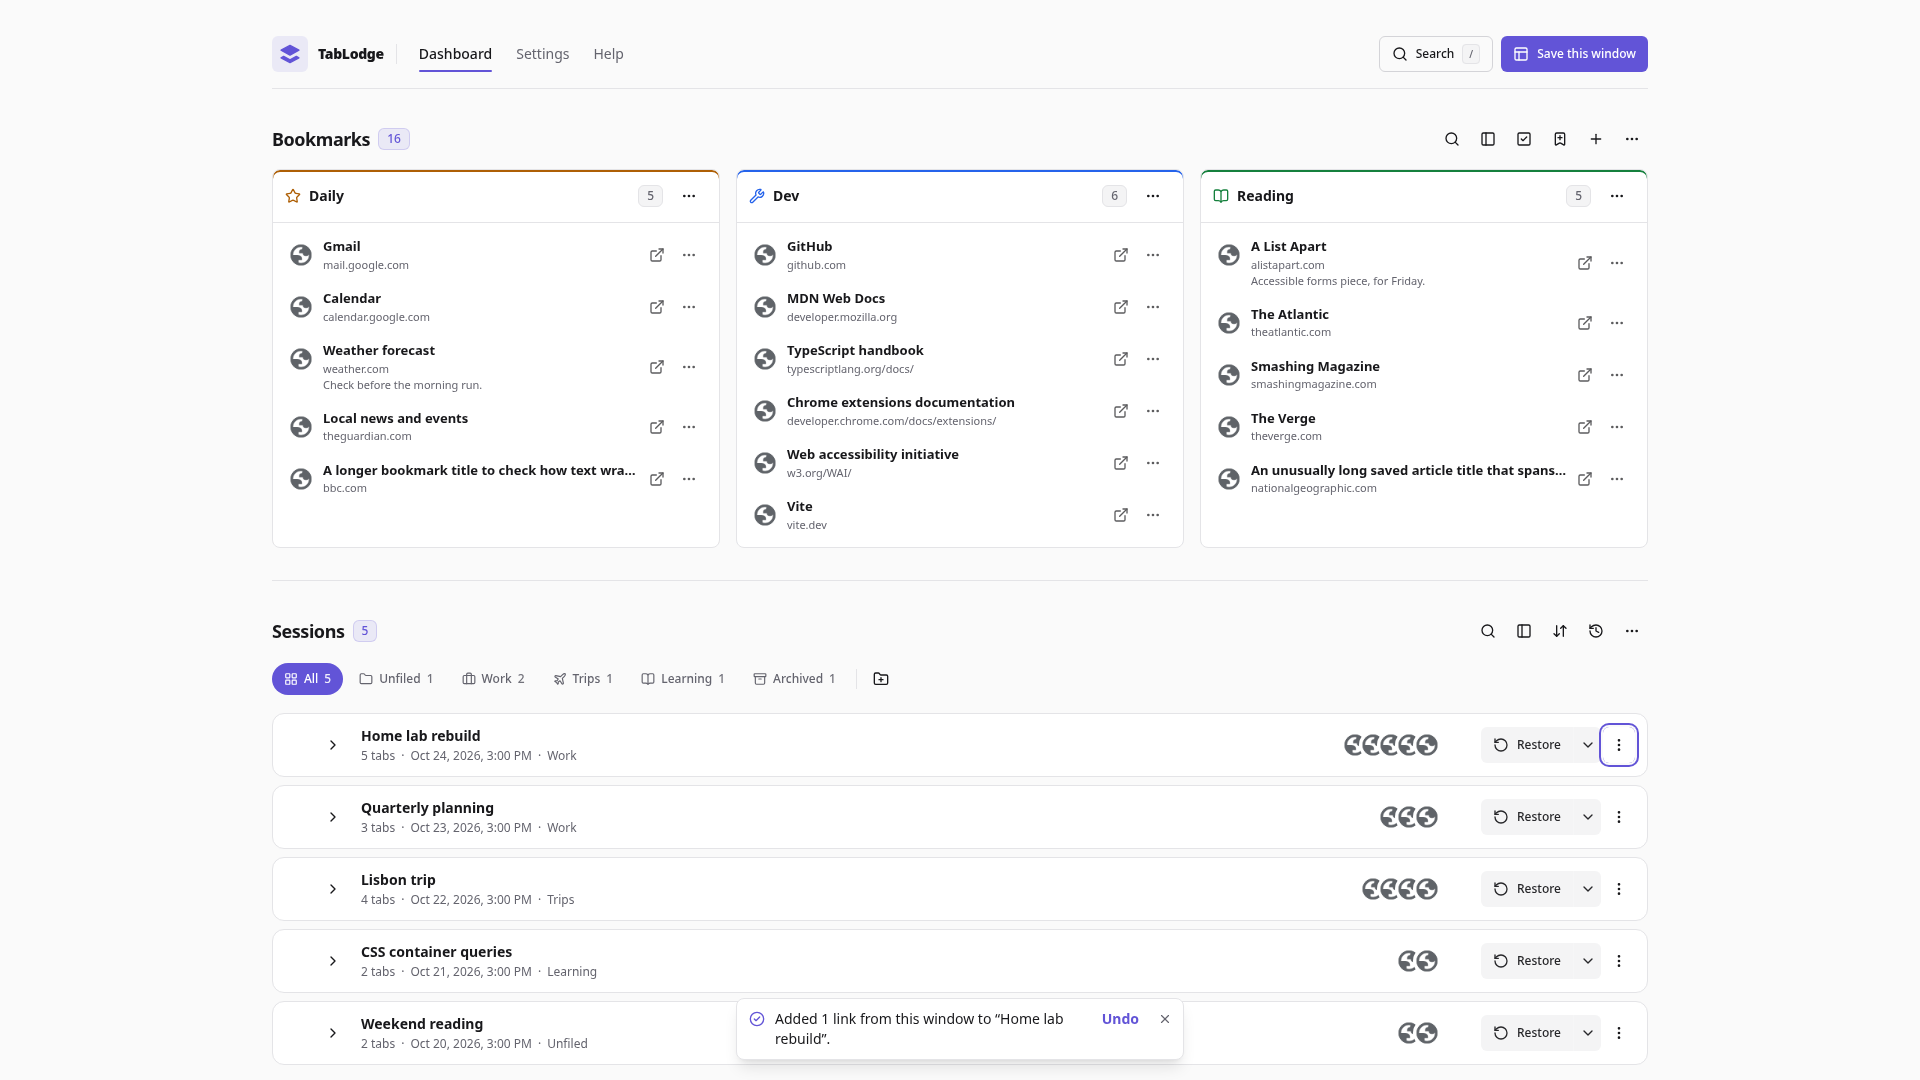 TabLodge
Dashboard
Settings
Help
Search /
Save this window
Bookmarks 16
Daily 5
Gmail
mail.google.com
Calendar
calendar.google.com
Weather forecast
weather.com
Check before the morning run.
Local news and events
theguardian.com
A longer bookmark title to check how text wra...
bbc.com
Dev 6
GitHub
github.com
MDN Web Docs
developer.mozilla.org
TypeScript handbook
typescriptlang.org/docs/
Chrome extensions documentation
developer.chrome.com/docs/extensions/
Web accessibility initiative
w3.org/WAI/
Vite
vite.dev
Reading 5
A List Apart
alistapart.com
Accessible forms piece, for Friday.
The Atlantic
theatlantic.com
Smashing Magazine
smashingmagazine.com
The Verge
theverge.com
An unusually long saved article title that spans...
nationalgeographic.com
Sessions 5
All 5
Unfiled 1
Work 2
Trips 1
Learning 1
Archived 1
Home lab rebuild
5 tabs · Oct 24, 2026, 3:00 PM · Work
Restore
Quarterly planning
3 tabs · Oct 23, 2026, 3:00 PM · Work
Restore
Lisbon trip
4 tabs · Oct 22, 2026, 3:00 PM · Trips
Restore
CSS container queries
2 tabs · Oct 21, 2026, 3:00 PM · Learning
Restore
Weekend reading
2 tabs · Oct 20, 2026, 3:00 PM · Unfiled
Restore
Added 1 link from this window to “Home lab
rebuild”.
Undo